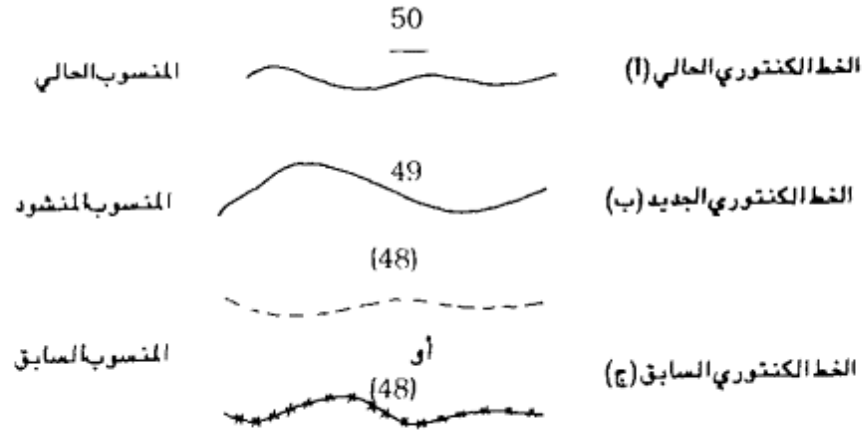 50
الخط الكنتوري الحالي (أ) المنسوب الحالي
49
الخط الكنتوري الجديد (ب) المنسوب المنشود
(48)
أو
الخط الكنتوري السابق (ج) المنسوب السابق
(48)